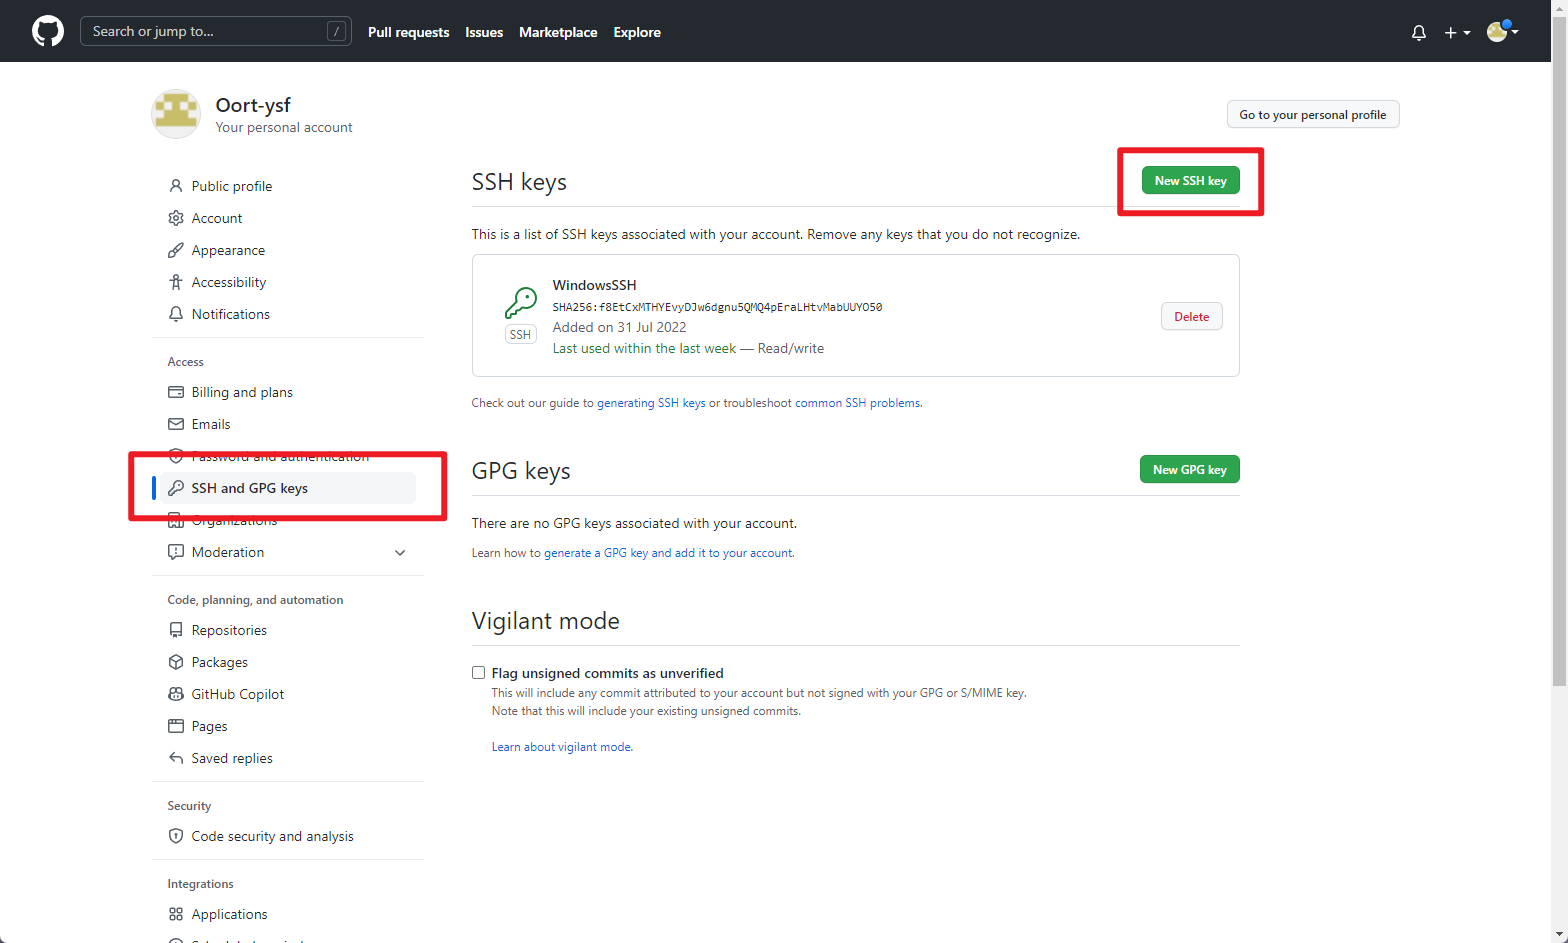 Search or jump to...
/
Pull requests
Issues
Marketplace
Explore
Oort-ysf
Your personal account
Go to your personal profile
Public profile
Account
Appearance
Accessibility
Notifications
Access
Billing and plans
Emails
Password and authentication
SSH and GPG keys
Organizations
Moderation
Code, planning, and automation
Repositories
Packages
GitHub Copilot
Pages
Saved replies
Security
Code security and analysis
Integrations
Applications
SSH keys
New SSH key
This is a list of SSH keys associated with your account. Remove any keys that you do not recognize.
WindowsSSH
SHA256:f8EtCxMTHYEvyDJw6dgnu5QMQ4pEraLHtvMabUUYO50
SSH
Added on 31 Jul 2022
Last used within the last week — Read/write
Delete
Check out our guide to generating SSH keys or troubleshoot common SSH problems.
GPG keys
New GPG key
There are no GPG keys associated with your account.
Learn how to generate a GPG key and add it to your account.
Vigilant mode
Flag unsigned commits as unverified
This will include any commit attributed to your account but not signed with your GPG or S/MIME key.
Note that this will include your existing unsigned commits.
Learn about vigilant mode.